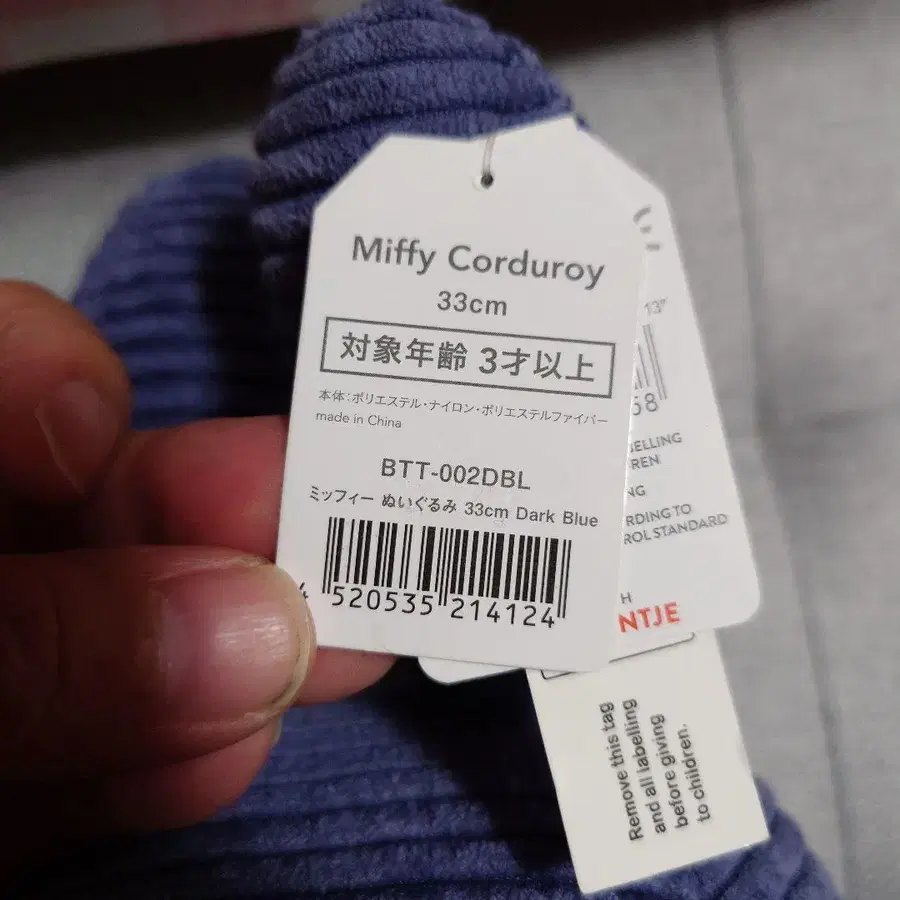 Miffy Corduroy
33cm
対象年齢 3才以上
本体:ポリエステル・ナイロン・ポリエステルファイバー
made in China
BTT-002DBL
ミッフィー ぬいぐるみ 33cm Dark Blue
4 520535 214124
13"
58
ELLING
REN
NG
RDING TO
ROL STANDARD
H
NTJE
Remove this tag
and all labelling
before giving
to children.